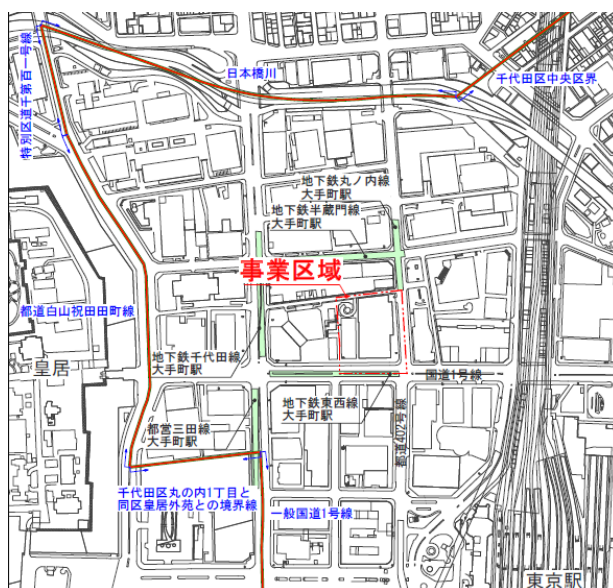 日本橋川
千代田区中央区界
特別区道千第百一号線
地下鉄丸ノ内線
大手町駅
地下鉄半蔵門線
大手町駅
事業区域
都道白山祝田田町線
皇居
地下鉄千代田線
大手町駅
国道1号線
地下鉄東西線
大手町駅
都道402号線
都営三田線
大手町駅
千代田区丸の内1丁目と
同区皇居外苑との境界線
一般国道1号線
東京駅